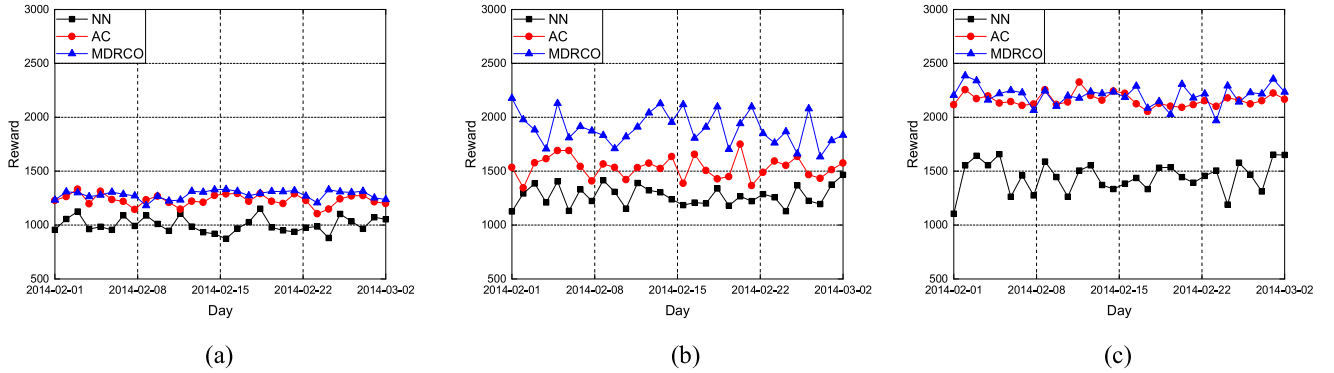 3000
2500
2000
1500
1000
500
Reward
NN
AC
MDRCO
2014-02-01
2014-02-08
2014-02-15
2014-02-22
2014-03-02
Day
(a)
3000
2500
2000
1500
1000
500
Reward
NN
AC
MDRCO
2014-02-01
2014-02-08
2014-02-15
2014-02-22
2014-03-02
Day
(b)
3000
2500
2000
1500
1000
500
Reward
NN
AC
MDRCO
2014-02-01
2014-02-08
2014-02-15
2014-02-22
2014-03-02
Day
(c)